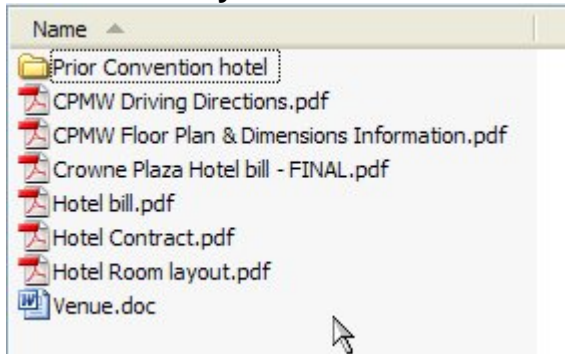 Name
Prior Convention hotel
CPMW Driving Directions.pdf
CPMW Floor Plan & Dimensions Information.pdf
Crowne Plaza Hotel bill - FINAL.pdf
Hotel bill.pdf
Hotel Contract.pdf
Hotel Room layout.pdf
Venue.doc